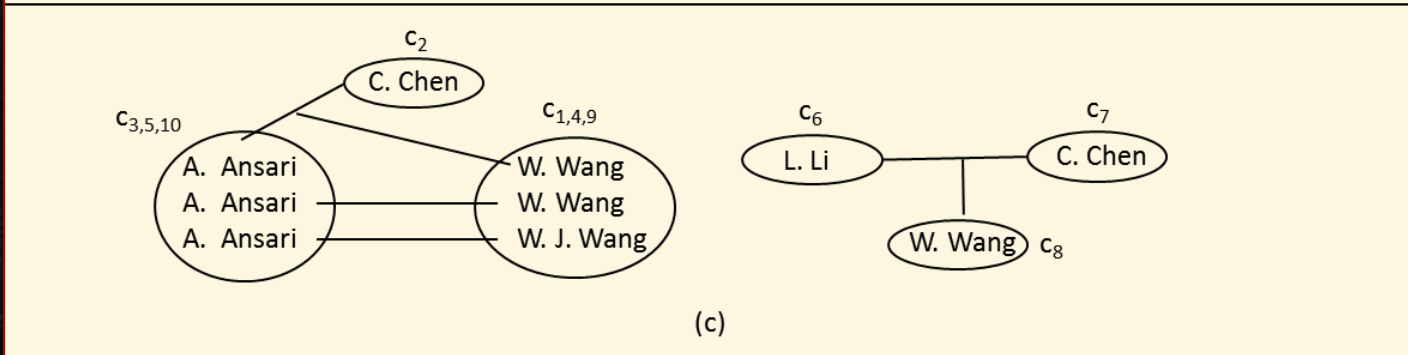 c2
C. Chen
c3,5,10
c1,4,9
A. Ansari
A. Ansari
A. Ansari
W. Wang
W. Wang
W. J. Wang
c6
c7
L. Li
C. Chen
W. Wang
c8
(c)